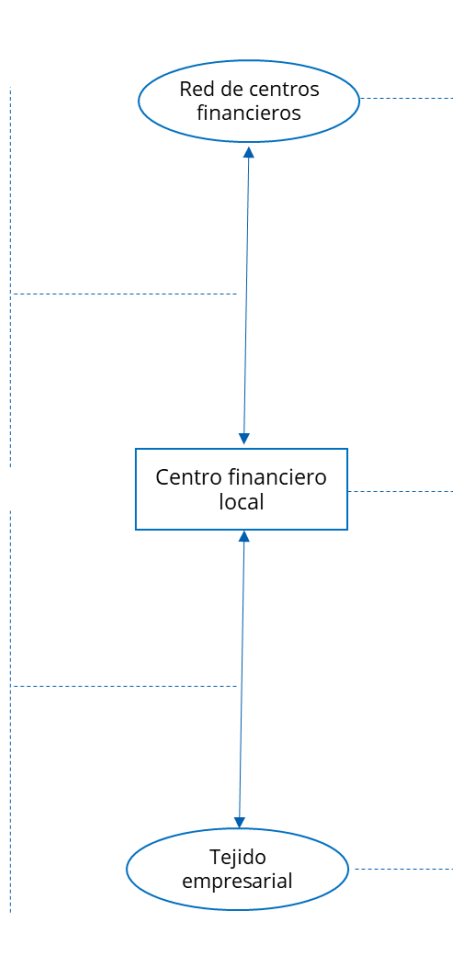 Red de centros
financieros
Centro financiero
local
Tejido
empresarial